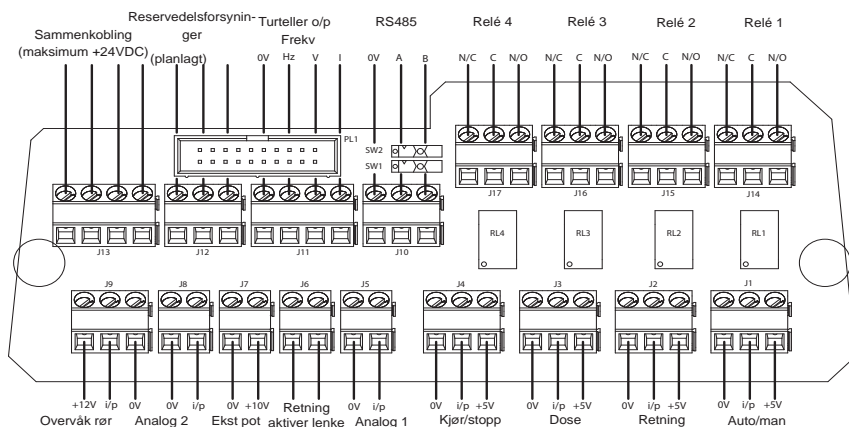 Sammenkobling
(maksimum +24VDC)
Reservedelsforsynin-
ger
(planlagt)
Turteller o/p
Frekv
0V Hz V I
RS485
0V A B
Relé 4
N/C C N/O
Relé 3
N/C C N/O
Relé 2
N/C C N/O
Relé 1
N/C C N/O
PL1
SW2
SW1
J17 J16 J15 J14
J13 J12 J11 J10
RL4 RL3 RL2 RL1
J9 J8 J7 J6 J5 J4 J3 J2 J1
+12V i/p 0V
Overvåk rør
0V i/p
Analog 2
0V +10V
Ekst pot
Retning
aktiver lenke
0V i/p
Analog 1
0V i/p +5V
Kjør/stopp
0V i/p +5V
Dose
0V i/p +5V
Retning
0V i/p +5V
Auto/man